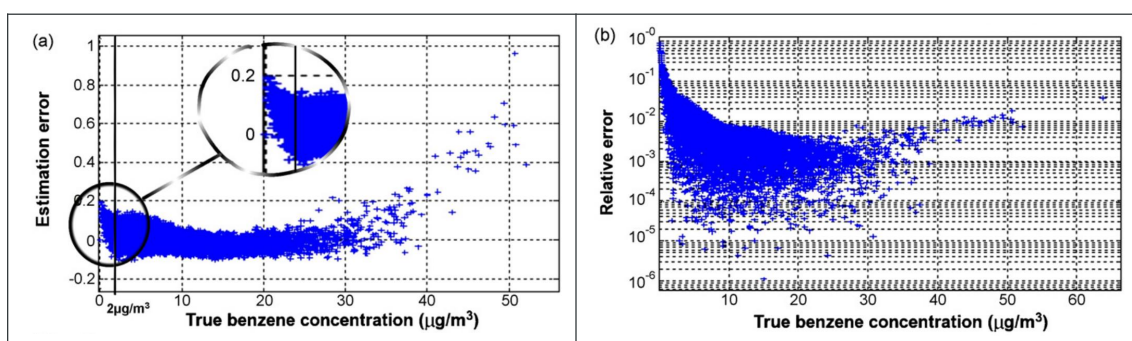 (a)
Estimation error
1
0.8
0.6
0.4
0.2
0
-0.2
0.2
0
0 10 20 30 40 50
2µg/m³
True benzene concentration (µg/m³)
(b)
Relative error
10⁻⁰
10⁻¹
10⁻²
10⁻³
10⁻⁴
10⁻⁵
10⁻⁶
10 20 30 40 50 60
True benzene concentration (µg/m³)